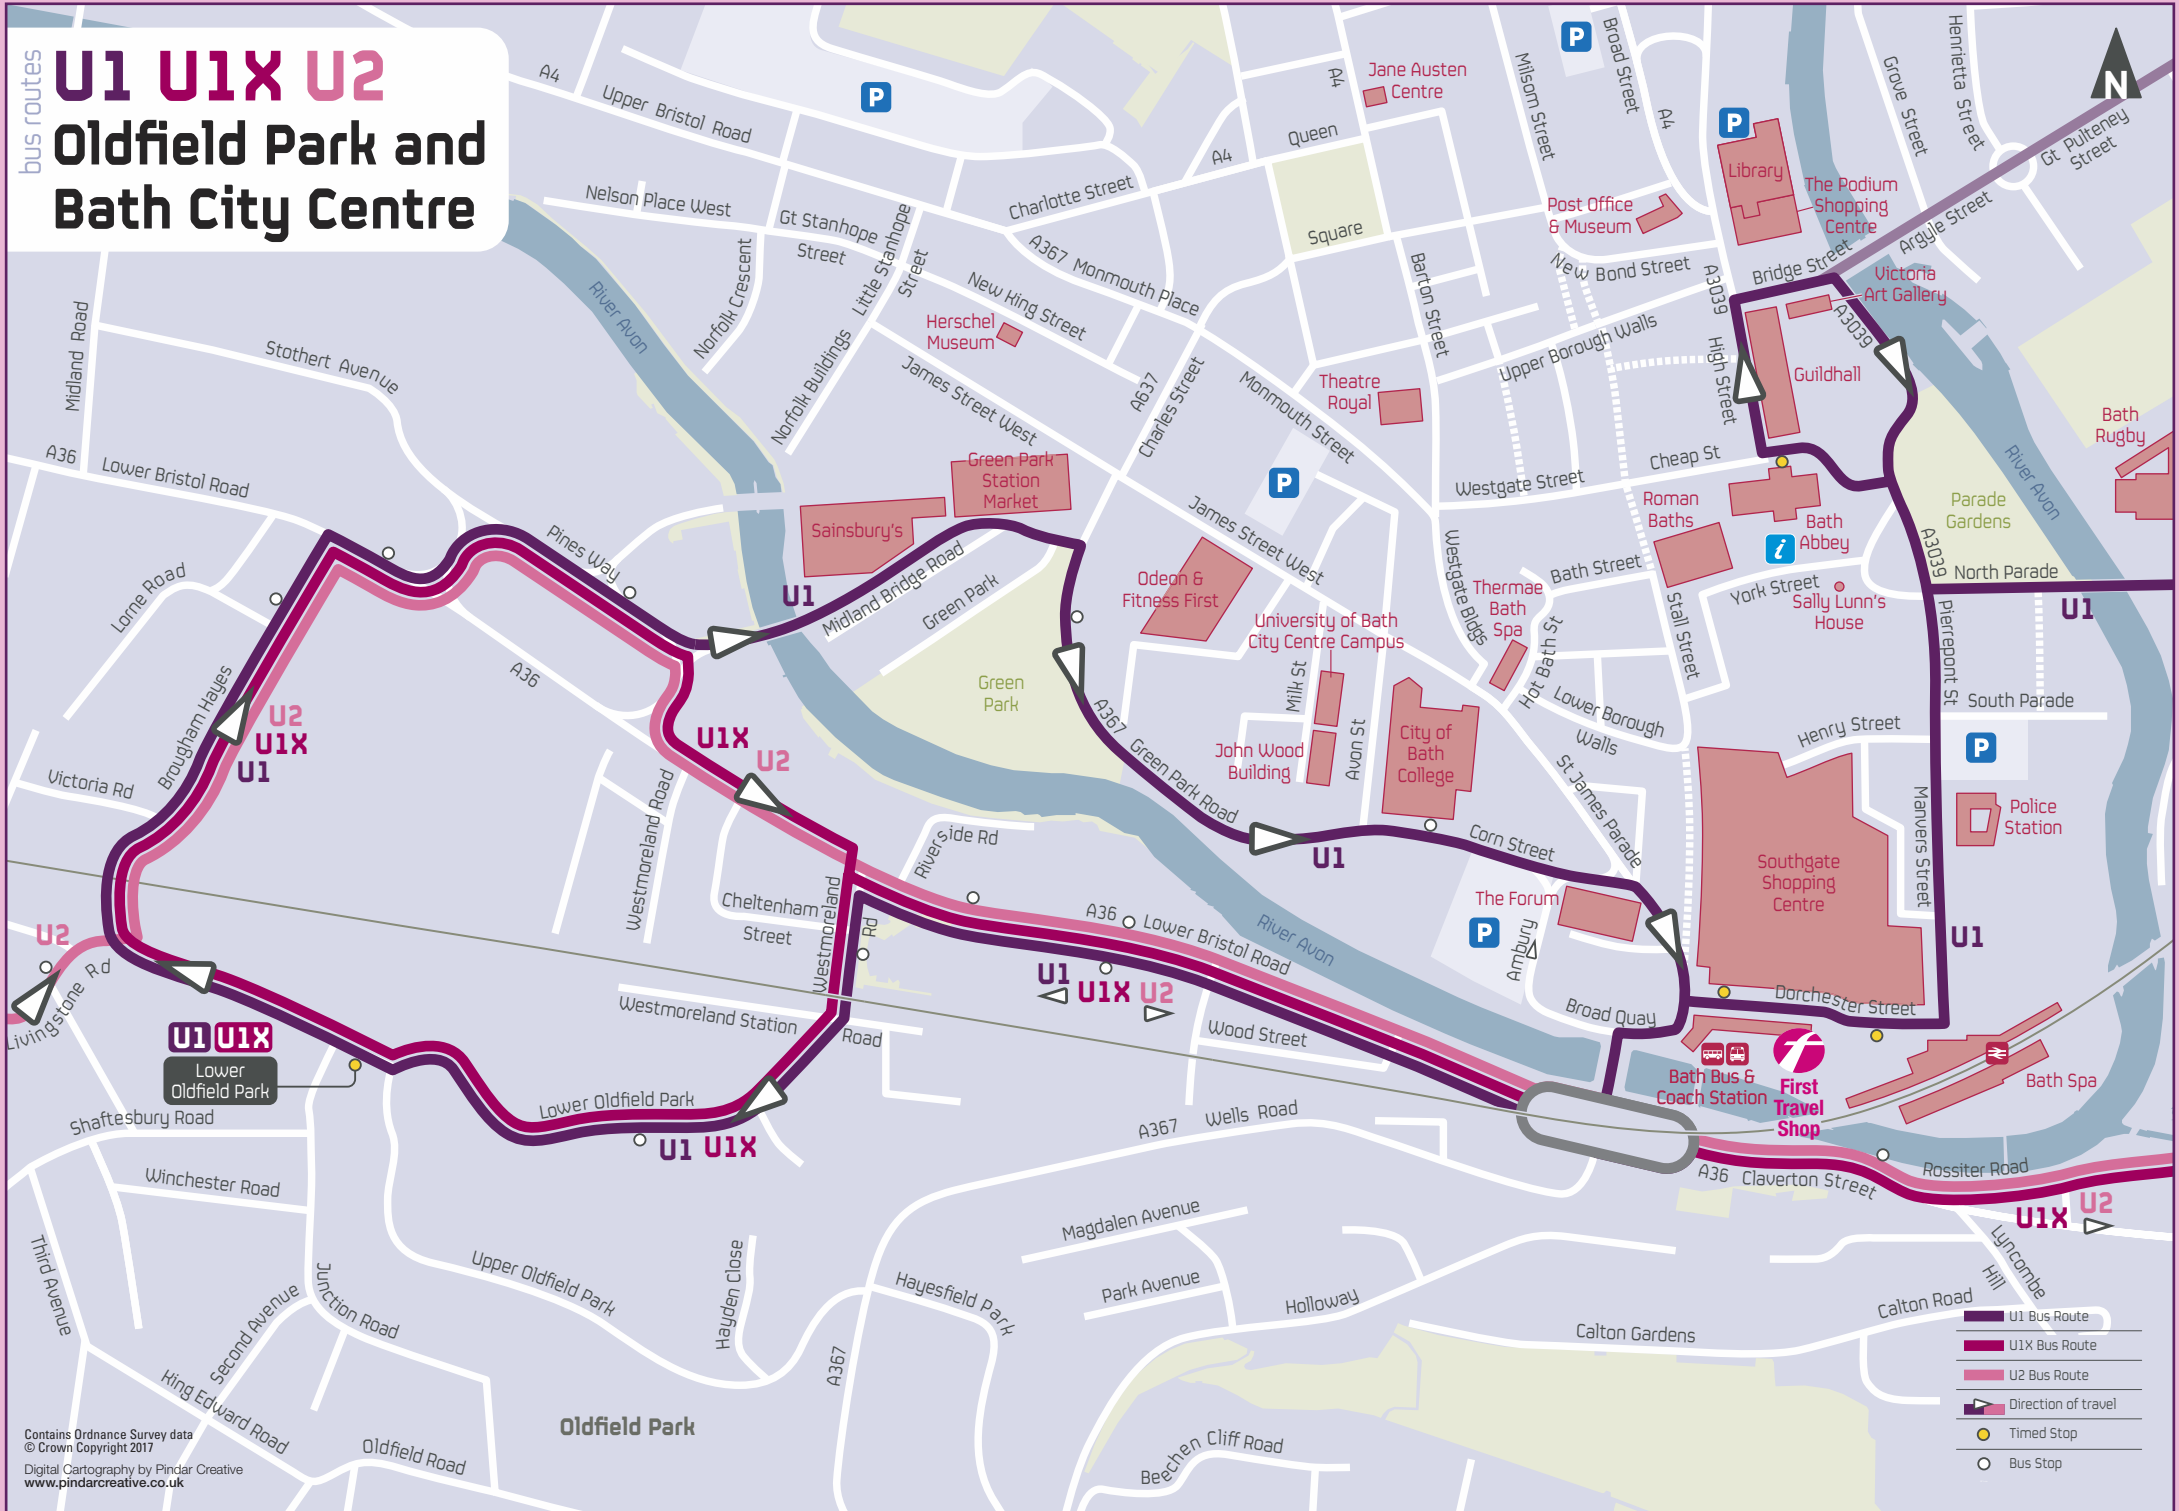 bus routes
U1 U1X U2
Oldfield Park and
Bath City Centre
A4
Upper Bristol Road
P
A4
Jane Austen
Centre
Queen
A4
Square
Milsom Street
P
Broad Street
A4
P
Library
The Podium
Shopping
Centre
Post Office
& Museum
Grove Street
Henrietta Street
N
Gt Pulteney
Street
Argyle Street
Bridge Street
Victoria
Art Gallery
Nelson Place West
Gt Stanhope
Street
Little Stanhope
Street
Charlotte Street
A367 Monmouth Place
New King Street
Norfolk Crescent
Norfolk Buildings
Herschel
Museum
James Street West
River Avon
Midland Road
Stothert Avenue
A36
Lower Bristol Road
A637
Charles Street
Monmouth Street
Theatre
Royal
Barton Street
New Bond Street
Upper Borough Walls
A3039
High Street
A3039
Guildhall
Bath
Rugby
River Avon
Parade
Gardens
Cheap St
Westgate Street
Roman
Baths
Bath
Abbey
i
P
James Street West
Green Park
Station
Market
Sainsbury's
Pines Way
Midland Bridge Road
U1
Green Park
Green
Park
Odeon &
Fitness First
University of Bath
City Centre Campus
Westgate Bldgs
Thermae
Bath
Spa
Bath Street
Hot Bath St
Stall Street
York Street
Sally Lunn's
House
A3039
North Parade
U1
Pierrepont St
South Parade
Lorne Road
A36
Brougham Hayes
U2
U1X
U1
Victoria Rd
U1X
U2
Westmoreland Road
Riverside Rd
A367 Green Park Road
Milk St
John Wood
Building
Avon St
City of
Bath
College
Lower Borough
Walls
St James Parade
Henry Street
P
Police
Station
Manvers Street
Southgate
Shopping
Centre
U1
Corn Street
The Forum
P
Ambury
U1
Cheltenham
Street
Westmoreland
Rd
A36 Lower Bristol Road
River Avon
U1
U1X U2
Broad Quay
Dorchester Street
U2
Livingstone Rd
U1 U1X
Lower
Oldfield Park
Westmoreland Station
Road
Wood Street
Bath Bus &
Coach Station
First
Travel
Shop
Bath Spa
Lower Oldfield Park
U1 U1X
Shaftesbury Road
Winchester Road
A367 Wells Road
A36 Claverton Street
Rossiter Road
U1X
U2
Third Avenue
Second Avenue
Junction Road
King Edward Road
Oldfield Road
Upper Oldfield Park
Hayden Close
A367
Hayesfield Park
Magdalen Avenue
Park Avenue
Holloway
Lyncombe
Hill
Calton Road
Calton Gardens
Beechen Cliff Road
Oldfield Park
U1 Bus Route
U1X Bus Route
U2 Bus Route
Direction of travel
Timed Stop
Bus Stop
Contains Ordnance Survey data
© Crown Copyright 2017
Digital Cartography by Pindar Creative
www.pindarcreative.co.uk